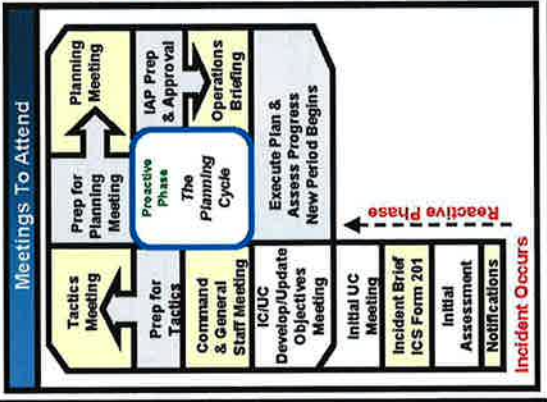 Meetings To Attend
Tactics
Meeting
Prep for
Planning
Meeting
Planning
Meeting
Prep for
Tactics
Proactive
Phase
The
Planning
Cycle
IAP Prep
& Approval
Command
& General
Staff Meeting
Operations
Briefing
IC/UC
Develop/Update
Objectives
Meeting
Execute Plan &
Assess Progress
New Period Begins
Initial UC
Meeting
Incident Brief
ICS Form 201
Initial
Assessment
Notifications
Reactive Phase
Incident Occurs